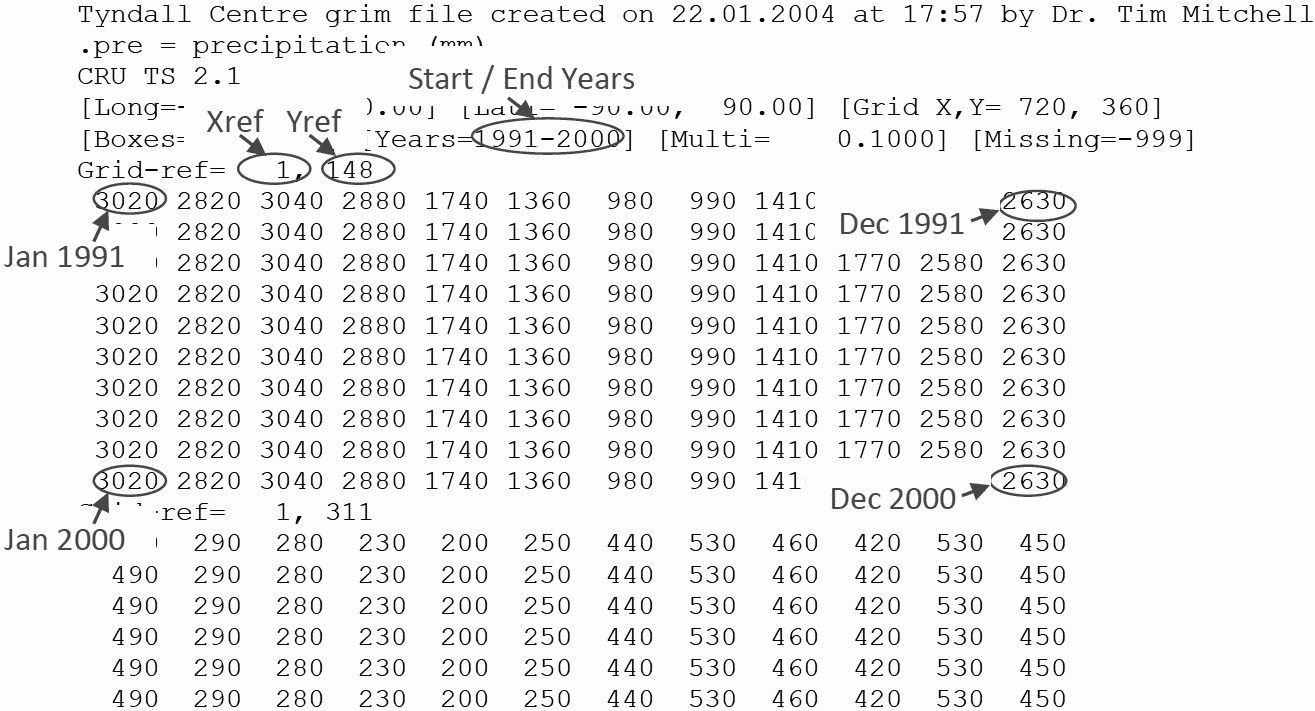 Tyndall Centre grim file created on 22.01.2004 at 17:57 by Dr. Tim Mitchell
.pre = precipitation (mm)
CRU TS 2.1
Start / End Years
[Long=- 0.00] [Lati= -90.00, 90.00] [Grid X,Y= 720, 360]
Xref Yref
[Boxes= [Years=1991-2000] [Multi= 0.1000] [Missing=-999]
Grid-ref= 1, 148
3020 2820 3040 2880 1740 1360 980 990 1410 2630
Dec 1991
2820 3040 2880 1740 1360 980 990 1410 2630
Jan 1991
2820 3040 2880 1740 1360 980 990 1410 1770 2580 2630
3020 2820 3040 2880 1740 1360 980 990 1410 1770 2580 2630
3020 2820 3040 2880 1740 1360 980 990 1410 1770 2580 2630
3020 2820 3040 2880 1740 1360 980 990 1410 1770 2580 2630
3020 2820 3040 2880 1740 1360 980 990 1410 1770 2580 2630
3020 2820 3040 2880 1740 1360 980 990 1410 1770 2580 2630
3020 2820 3040 2880 1740 1360 980 990 1410 1770 2580 2630
3020 2820 3040 2880 1740 1360 980 990 141 2630
Dec 2000
Grid-ref= 1, 311
Jan 2000
290 280 230 200 250 440 530 460 420 530 450
490 290 280 230 200 250 440 530 460 420 530 450
490 290 280 230 200 250 440 530 460 420 530 450
490 290 280 230 200 250 440 530 460 420 530 450
490 290 280 230 200 250 440 530 460 420 530 450
490 290 280 230 200 250 440 530 460 420 530 450